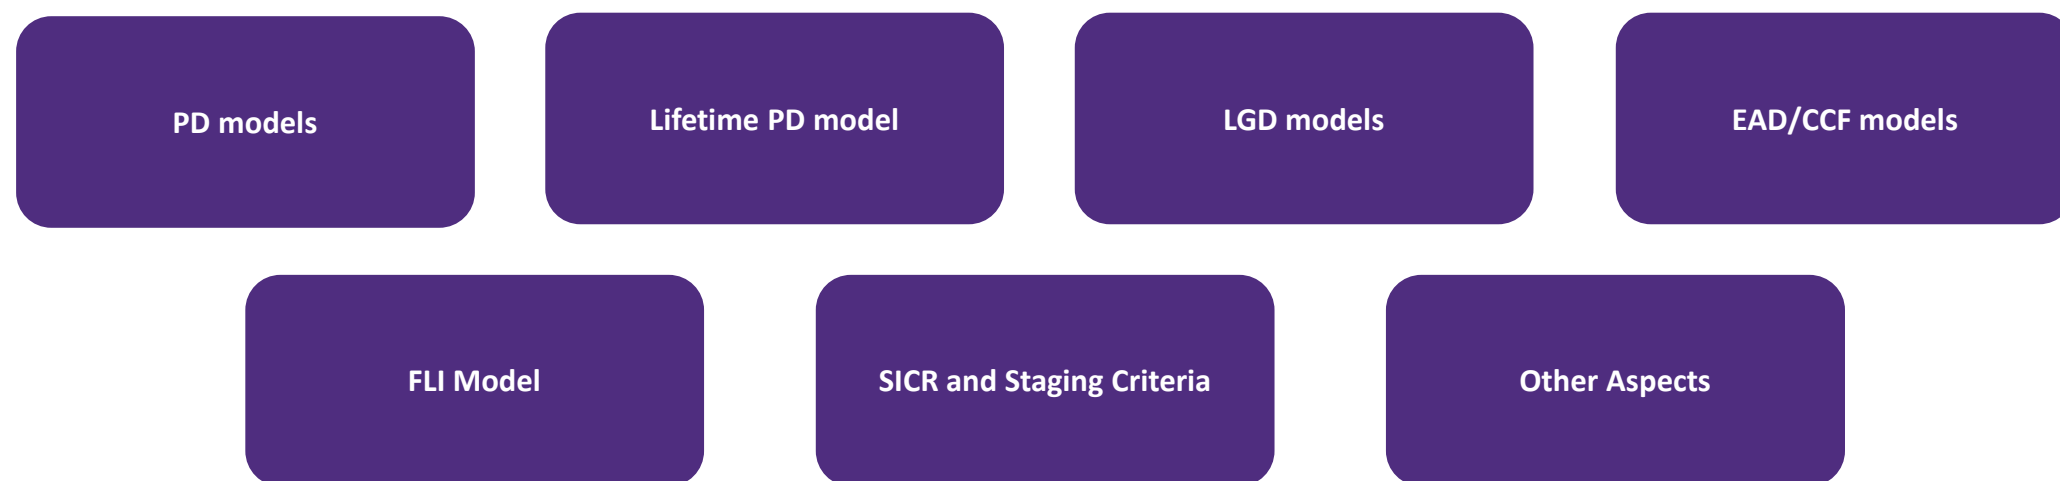 PD models
Lifetime PD model
LGD models
EAD/CCF models
FLI Model
SICR and Staging Criteria
Other Aspects